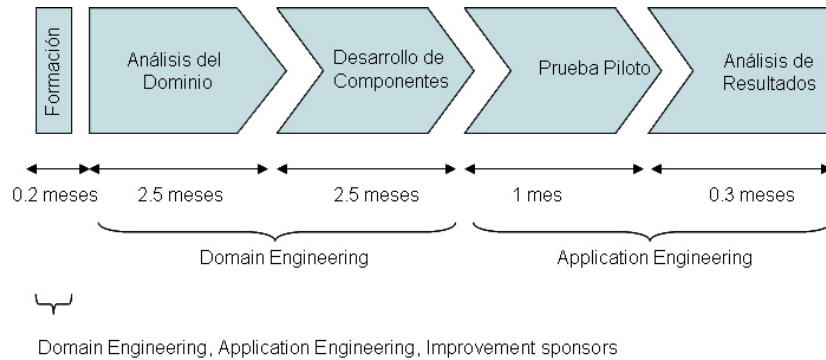 Formación
Análisis del
Dominio
Desarrollo de
Componentes
Prueba Piloto
Análisis de
Resultados
0.2 meses
2.5 meses
2.5 meses
1 mes
0.3 meses
Domain Engineering
Application Engineering
Domain Engineering, Application Engineering, Improvement sponsors